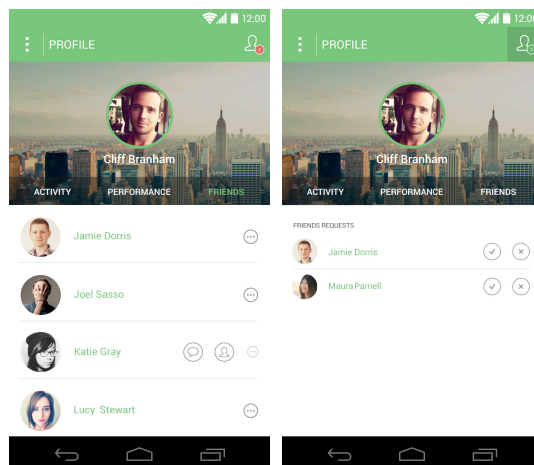 12:00
PROFILE
Cliff Branham
ACTIVITY PERFORMANCE FRIENDS
Jamie Dorris
Joel Sasso
Katie Gray
Lucy Stewart
12:00
PROFILE
Cliff Branham
ACTIVITY PERFORMANCE FRIENDS
FRIENDS REQUESTS
Jamie Dorris
Maura Parnell